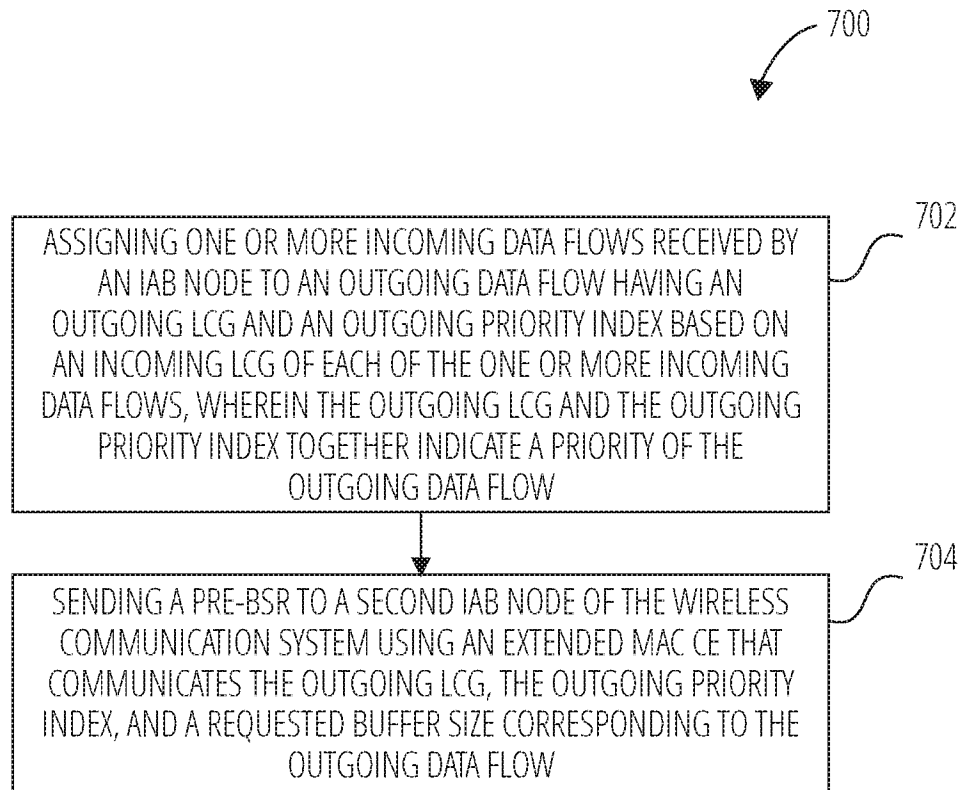 700
702
ASSIGNING ONE OR MORE INCOMING DATA FLOWS RECEIVED BY
AN IAB NODE TO AN OUTGOING DATA FLOW HAVING AN
OUTGOING LCG AND AN OUTGOING PRIORITY INDEX BASED ON
AN INCOMING LCG OF EACH OF THE ONE OR MORE INCOMING
DATA FLOWS, WHEREIN THE OUTGOING LCG AND THE OUTGOING
PRIORITY INDEX TOGETHER INDICATE A PRIORITY OF THE
OUTGOING DATA FLOW
704
SENDING A PRE-BSR TO A SECOND IAB NODE OF THE WIRELESS
COMMUNICATION SYSTEM USING AN EXTENDED MAC CE THAT
COMMUNICATES THE OUTGOING LCG, THE OUTGOING PRIORITY
INDEX, AND A REQUESTED BUFFER SIZE CORRESPONDING TO THE
OUTGOING DATA FLOW